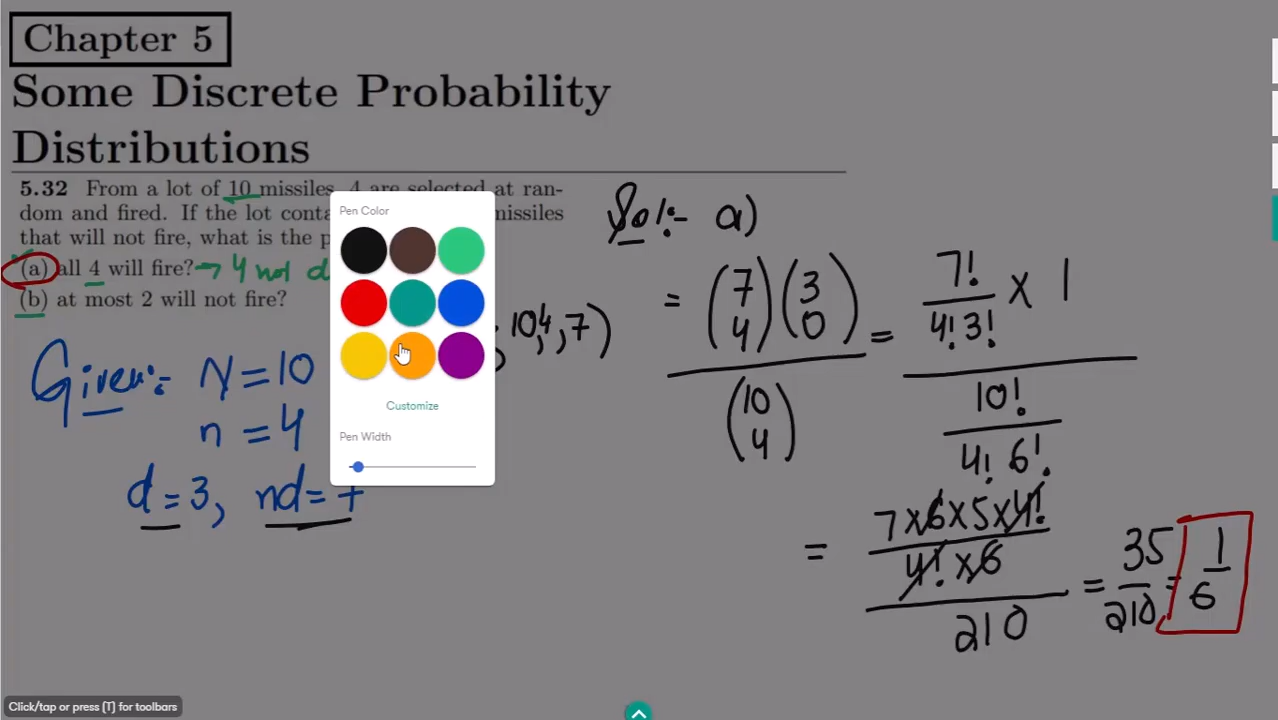 Chapter 5
Some Discrete Probability
Distributions
5.32 From a lot of 10 missiles, 4 are selected at ran-
dom and fired. If the lot conta missiles
that will not fire, what is the p
(a) all 4 will fire? → 4 not d
(b) at most 2 will not fire?
Given:- N = 10
n = 4
d = 3, nd = 7
10,4,7)
Pen Color
Customize
Pen Width
Sol:- a)
= (7 4)(3 0) / (10 4) = 7!/4!3! × 1 / 10!/4! 6!
= 7×6×5×4!/4!×6 / 210 = 35/210 = 1/6
Click/tap or press (T) for toolbars